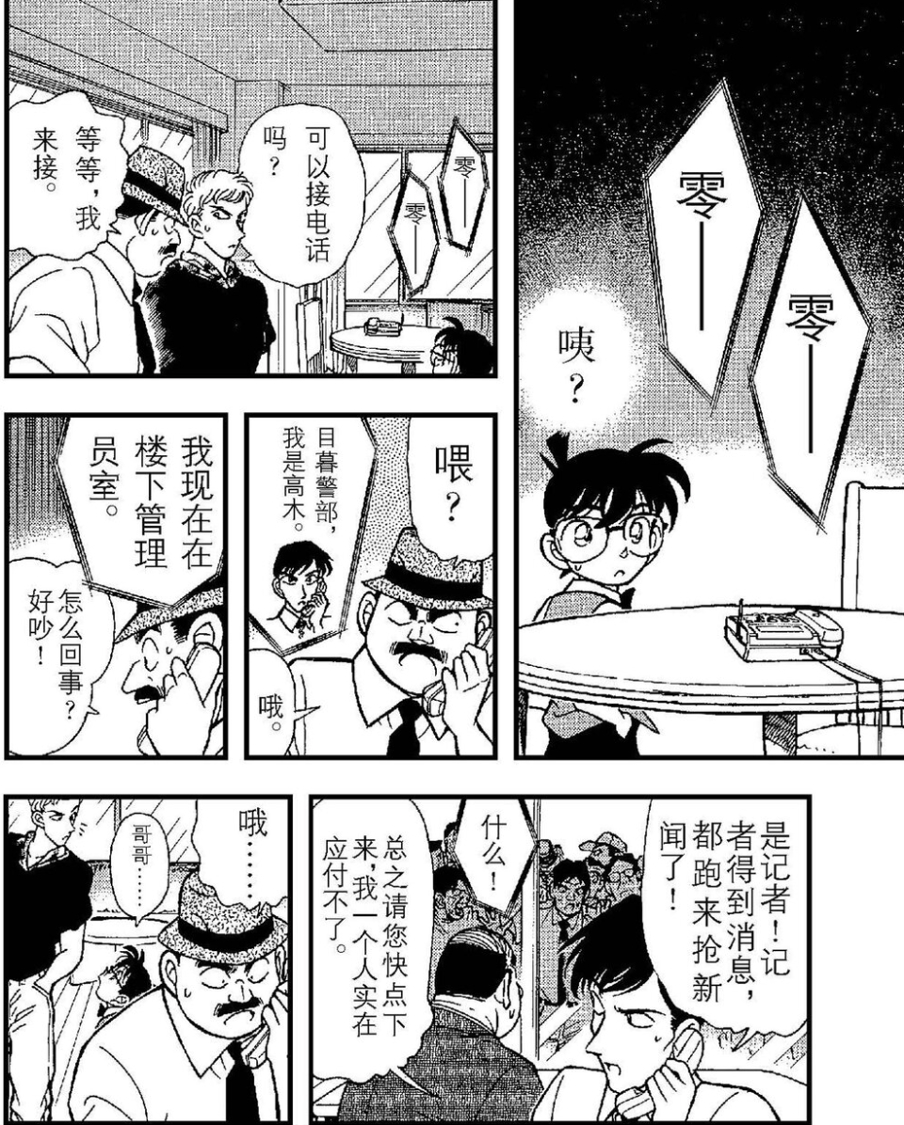 零——
零——
咦？
零——
零——
可以接电话
吗？
等等，我
来接。
喂？
目暮警部，
我是高木。
哦。
我现在在
楼下管理
员室。
怎么回事？
好吵！
是记者！记
者得到消息，
都跑来抢新
闻了！
什么！
总之请您快点下
来，我一个人实在
应付不了。
哦……
哥哥……